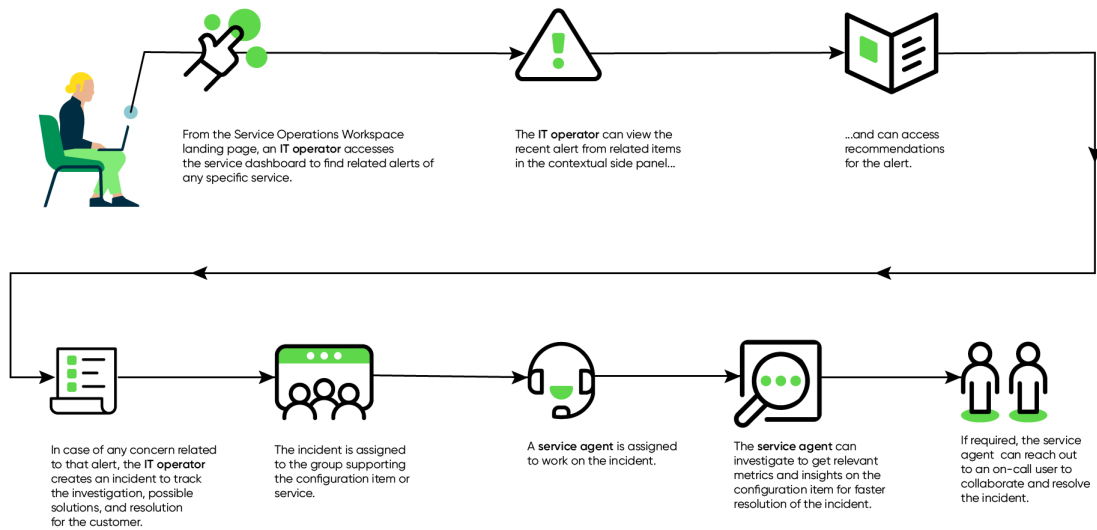 From the Service Operations Workspace
landing page, an IT operator accesses
the service dashboard to find related alerts of
any specific service.
The IT operator can view the
recent alert from related items
in the contextual side panel...
...and can access
recommendations
for the alert.
In case of any concern related
to that alert, the IT operator
creates an incident to track
the investigation, possible
solutions, and resolution
for the customer.
The incident is assigned
to the group supporting
the configuration item or
service.
A service agent is assigned
to work on the incident.
The service agent can
investigate to get relevant
metrics and insights on the
configuration item for faster
resolution of the incident.
If required, the service
agent can reach out
to an on-call user to
collaborate and resolve
the incident.